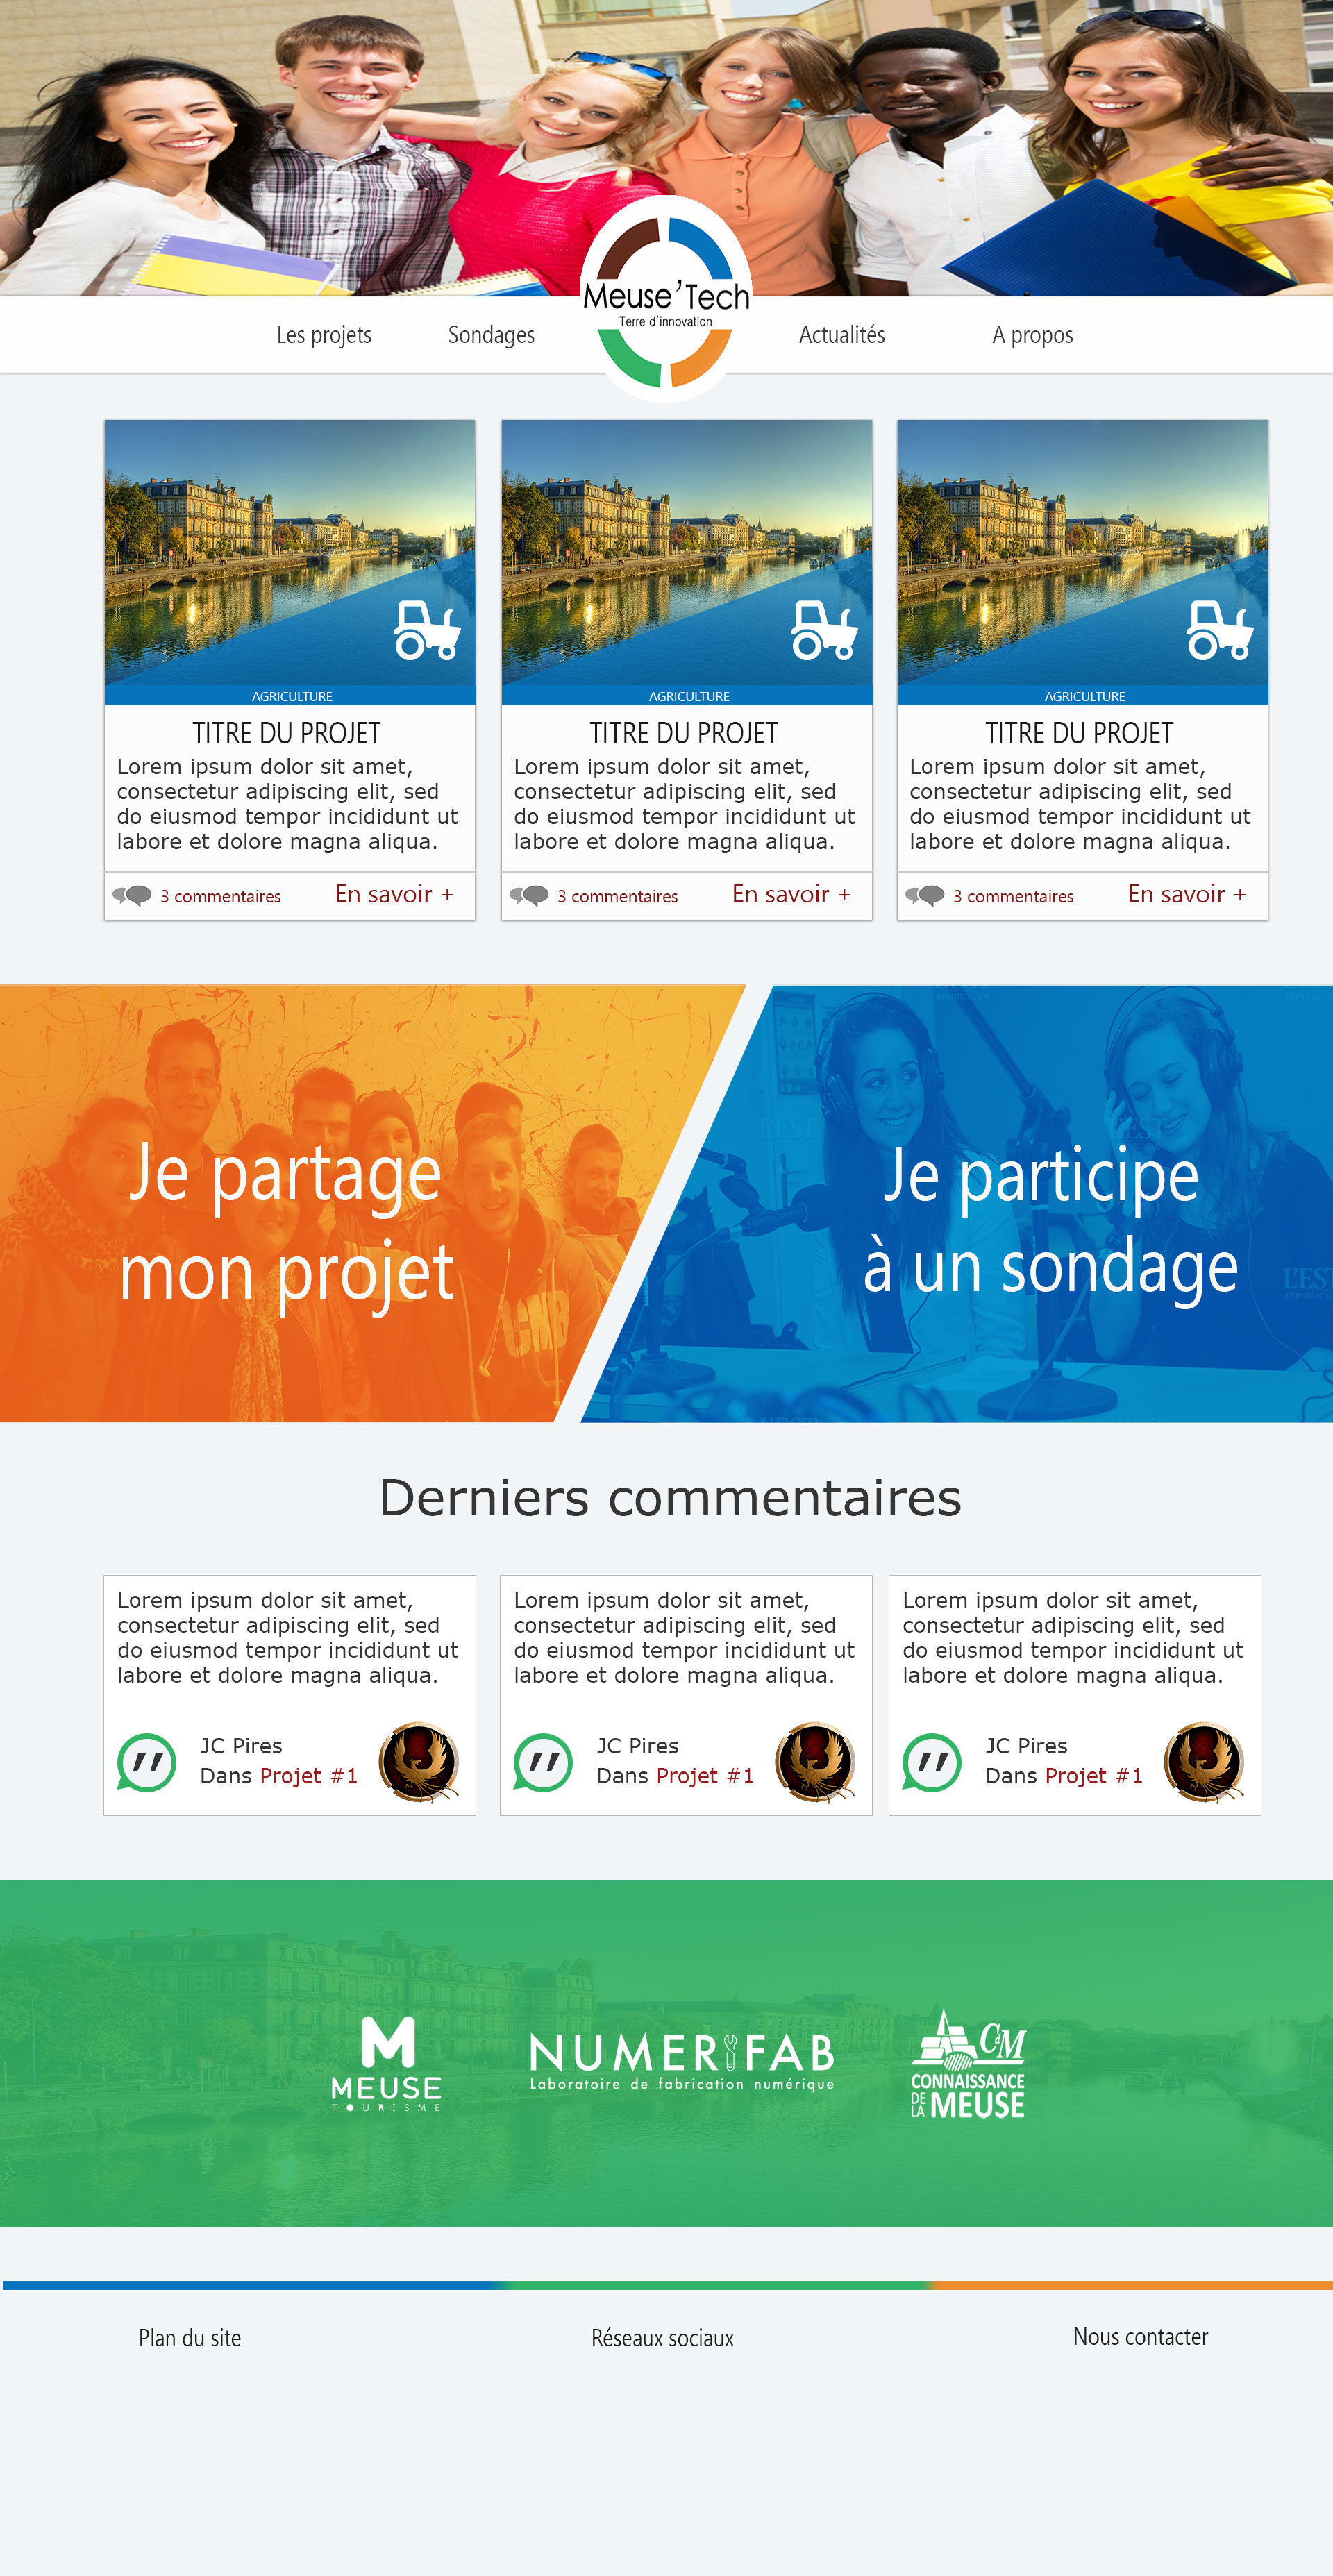 Meuse'Tech
Terre d'innovation
Les projets
Sondages
Actualités
A propos
AGRICULTURE
TITRE DU PROJET
Lorem ipsum dolor sit amet,
consectetur adipiscing elit, sed
do eiusmod tempor incididunt ut
labore et dolore magna aliqua.
3 commentaires
En savoir +
AGRICULTURE
TITRE DU PROJET
Lorem ipsum dolor sit amet,
consectetur adipiscing elit, sed
do eiusmod tempor incididunt ut
labore et dolore magna aliqua.
3 commentaires
En savoir +
AGRICULTURE
TITRE DU PROJET
Lorem ipsum dolor sit amet,
consectetur adipiscing elit, sed
do eiusmod tempor incididunt ut
labore et dolore magna aliqua.
3 commentaires
En savoir +
Je partage
mon projet
Je participe
à un sondage
L'EST
Derniers commentaires
Lorem ipsum dolor sit amet,
consectetur adipiscing elit, sed
do eiusmod tempor incididunt ut
labore et dolore magna aliqua.
JC Pires
Dans Projet #1
Lorem ipsum dolor sit amet,
consectetur adipiscing elit, sed
do eiusmod tempor incididunt ut
labore et dolore magna aliqua.
JC Pires
Dans Projet #1
Lorem ipsum dolor sit amet,
consectetur adipiscing elit, sed
do eiusmod tempor incididunt ut
labore et dolore magna aliqua.
JC Pires
Dans Projet #1
M
MEUSE
TOURISME
NUMERIFAB
Laboratoire de fabrication numérique
CdM
CONNAISSANCE
DE LA MEUSE
Plan du site
Réseaux sociaux
Nous contacter